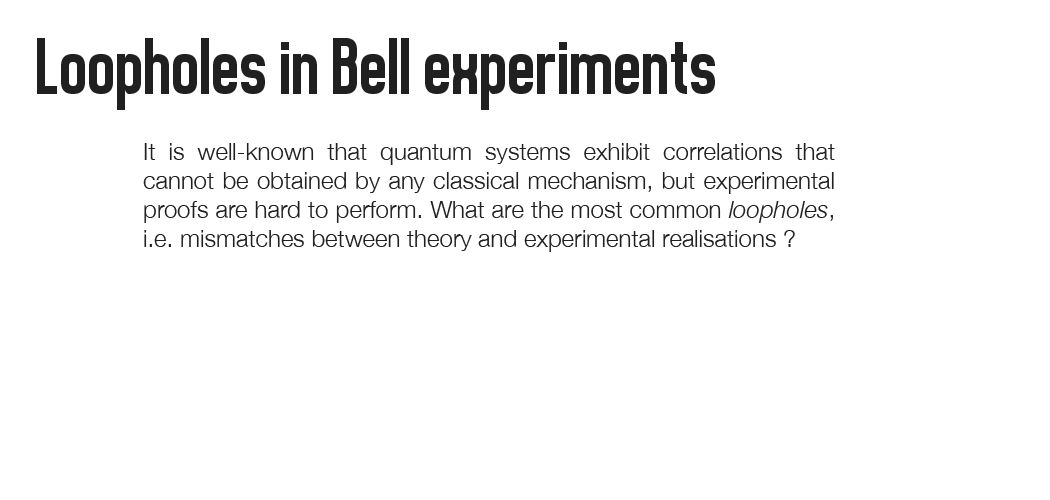 Loopholes in Bell experiments
It is well-known that quantum systems exhibit correlations that
cannot be obtained by any classical mechanism, but experimental
proofs are hard to perform. What are the most common loopholes,
i.e. mismatches between theory and experimental realisations ?